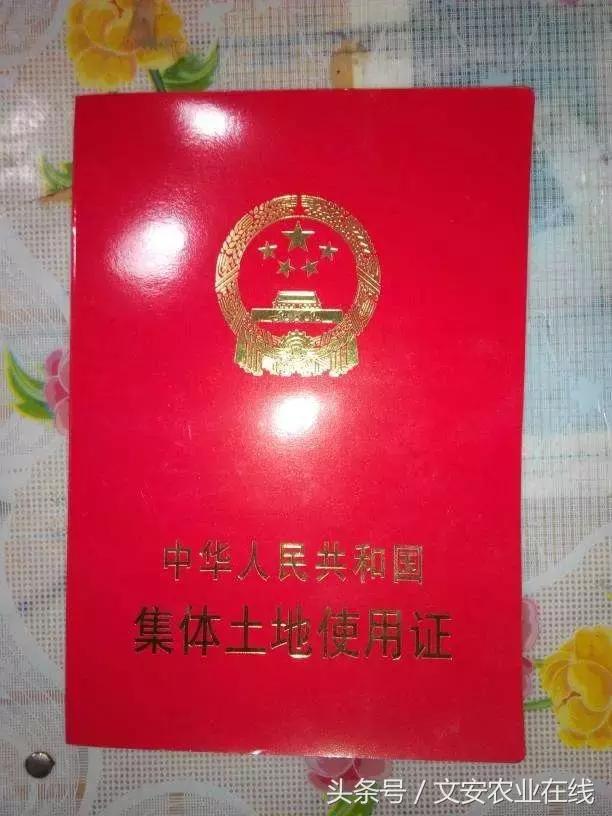 中华人民共和国
集体土地使用证
头条号／文安农业在线